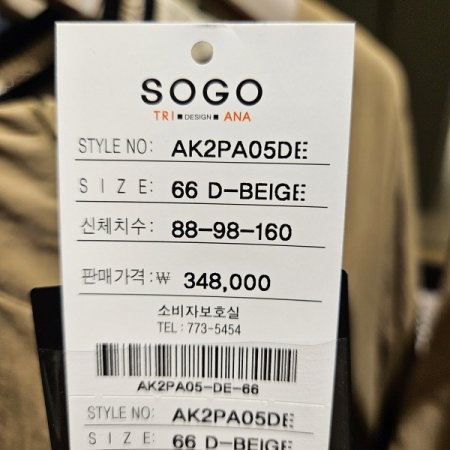 SOGO
TRI■DESIGN■ANA
STYLE NO: AK2PA05DE
SIZE: 66 D-BEIGE
신체치수: 88-98-160
판매가격:₩ 348,000
소비자보호실
TEL: 773-5454
AK2PA05-DE-66
STYLE NO: AK2PA05DE
SIZE: 66 D-BEIGE